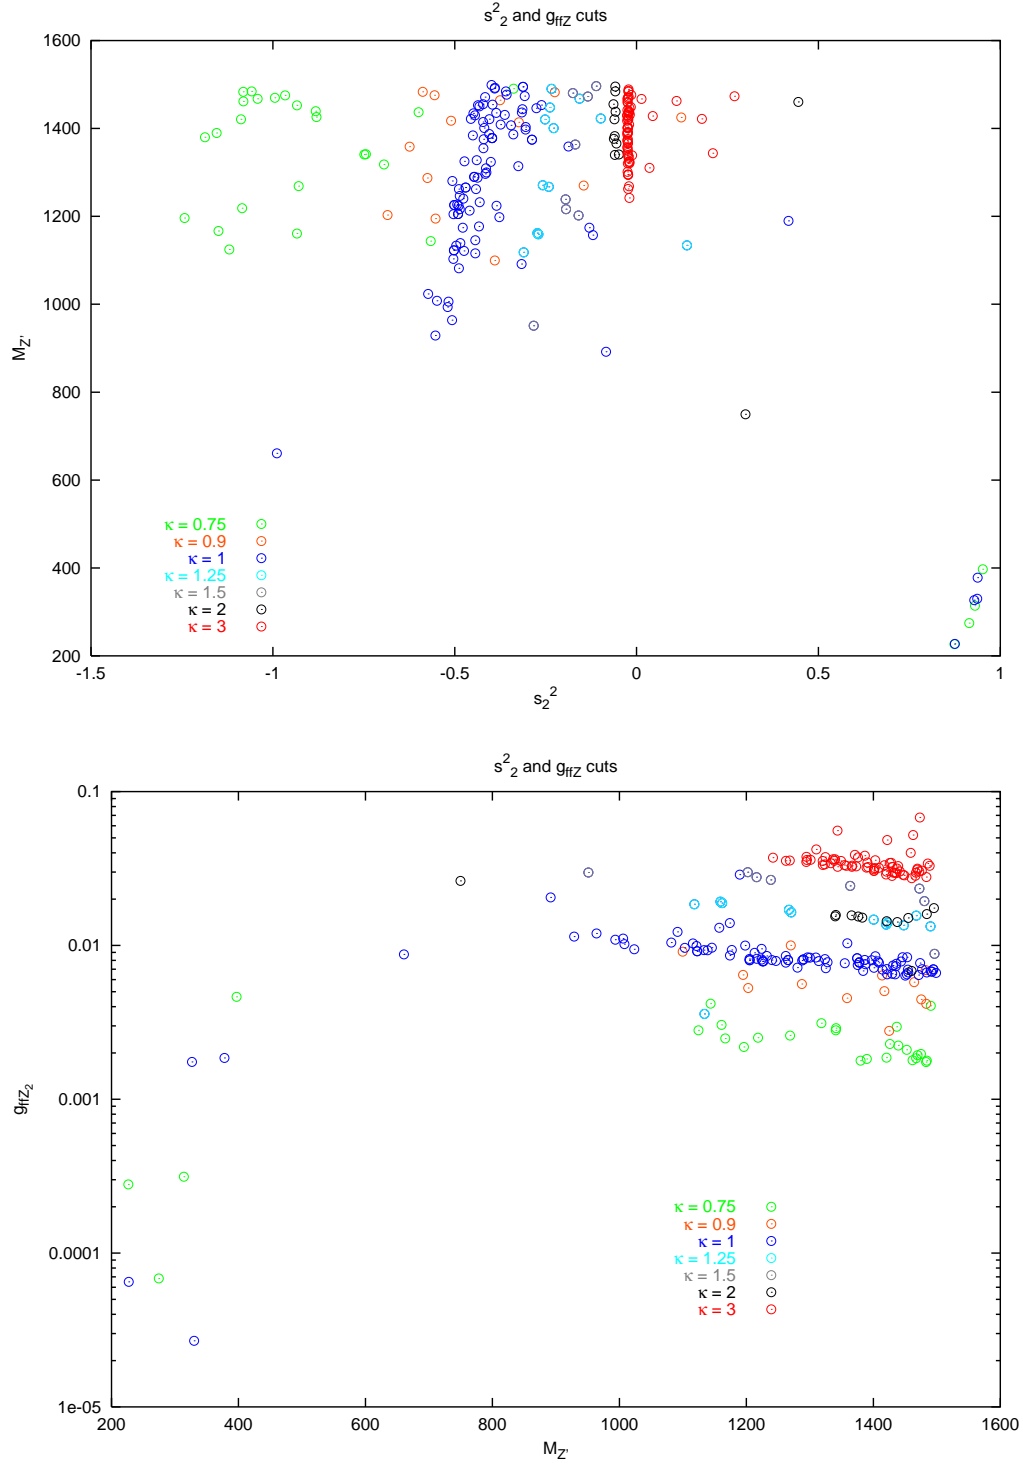 s²₂ and g_ffZ cuts
1600
1400
1200
1000
800
600
400
200
M_Z'
κ = 0.75
κ = 0.9
κ = 1
κ = 1.25
κ = 1.5
κ = 2
κ = 3
-1.5 -1 -0.5 0 0.5 1
s₂²
s²₂ and g_ffZ cuts
0.1
0.01
0.001
0.0001
1e-05
g_ffZ₂
κ = 0.75
κ = 0.9
κ = 1
κ = 1.25
κ = 1.5
κ = 2
κ = 3
200 400 600 800 1000 1200 1400 1600
M_Z'